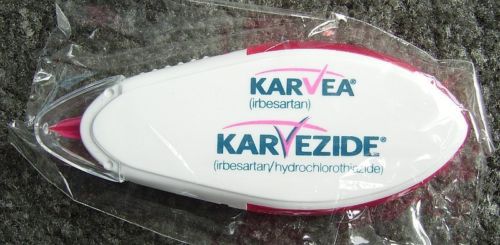 KARVEA®
(irbesartan)
KARVEZIDE®
(irbesartan/hydrochlorothiazide)